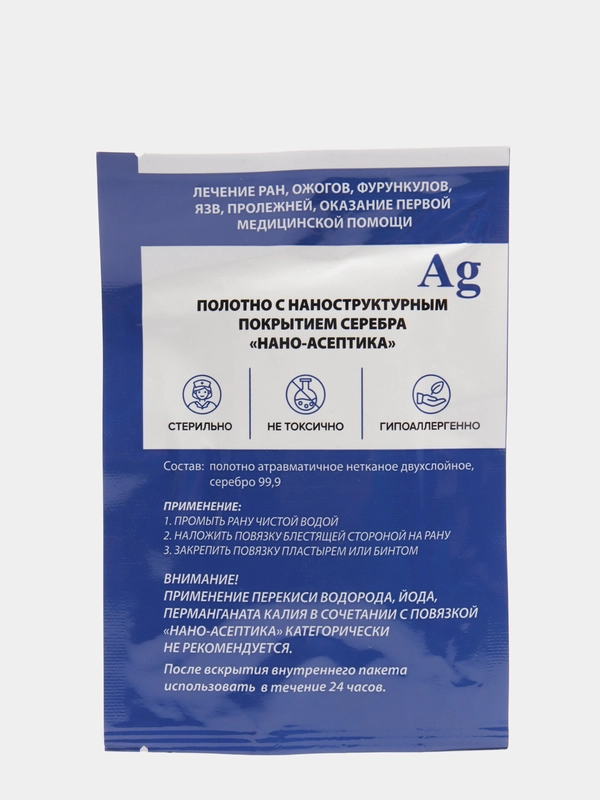 ЛЕЧЕНИЕ РАН, ОЖОГОВ, ФУРУНКУЛОВ,
ЯЗВ, ПРОЛЕЖНЕЙ, ОКАЗАНИЕ ПЕРВОЙ
МЕДИЦИНСКОЙ ПОМОЩИ
Ag
ПОЛОТНО С НАНОСТРУКТУРНЫМ
ПОКРЫТИЕМ СЕРЕБРА
«НАНО-АСЕПТИКА»
СТЕРИЛЬНО НЕ ТОКСИЧНО ГИПОАЛЛЕРГЕННО
Состав: полотно атравматичное нетканое двухслойное,
серебро 99,9
ПРИМЕНЕНИЕ:
1. ПРОМЫТЬ РАНУ ЧИСТОЙ ВОДОЙ
2. НАЛОЖИТЬ ПОВЯЗКУ БЛЕСТЯЩЕЙ СТОРОНОЙ НА РАНУ
3. ЗАКРЕПИТЬ ПОВЯЗКУ ПЛАСТЫРЕМ ИЛИ БИНТОМ
ВНИМАНИЕ!
ПРИМЕНЕНИЕ ПЕРЕКИСИ ВОДОРОДА, ЙОДА,
ПЕРМАНГАНАТА КАЛИЯ В СОЧЕТАНИИ С ПОВЯЗКОЙ
«НАНО-АСЕПТИКА» КАТЕГОРИЧЕСКИ
НЕ РЕКОМЕНДУЕТСЯ.
После вскрытия внутреннего пакета
использовать в течение 24 часов.